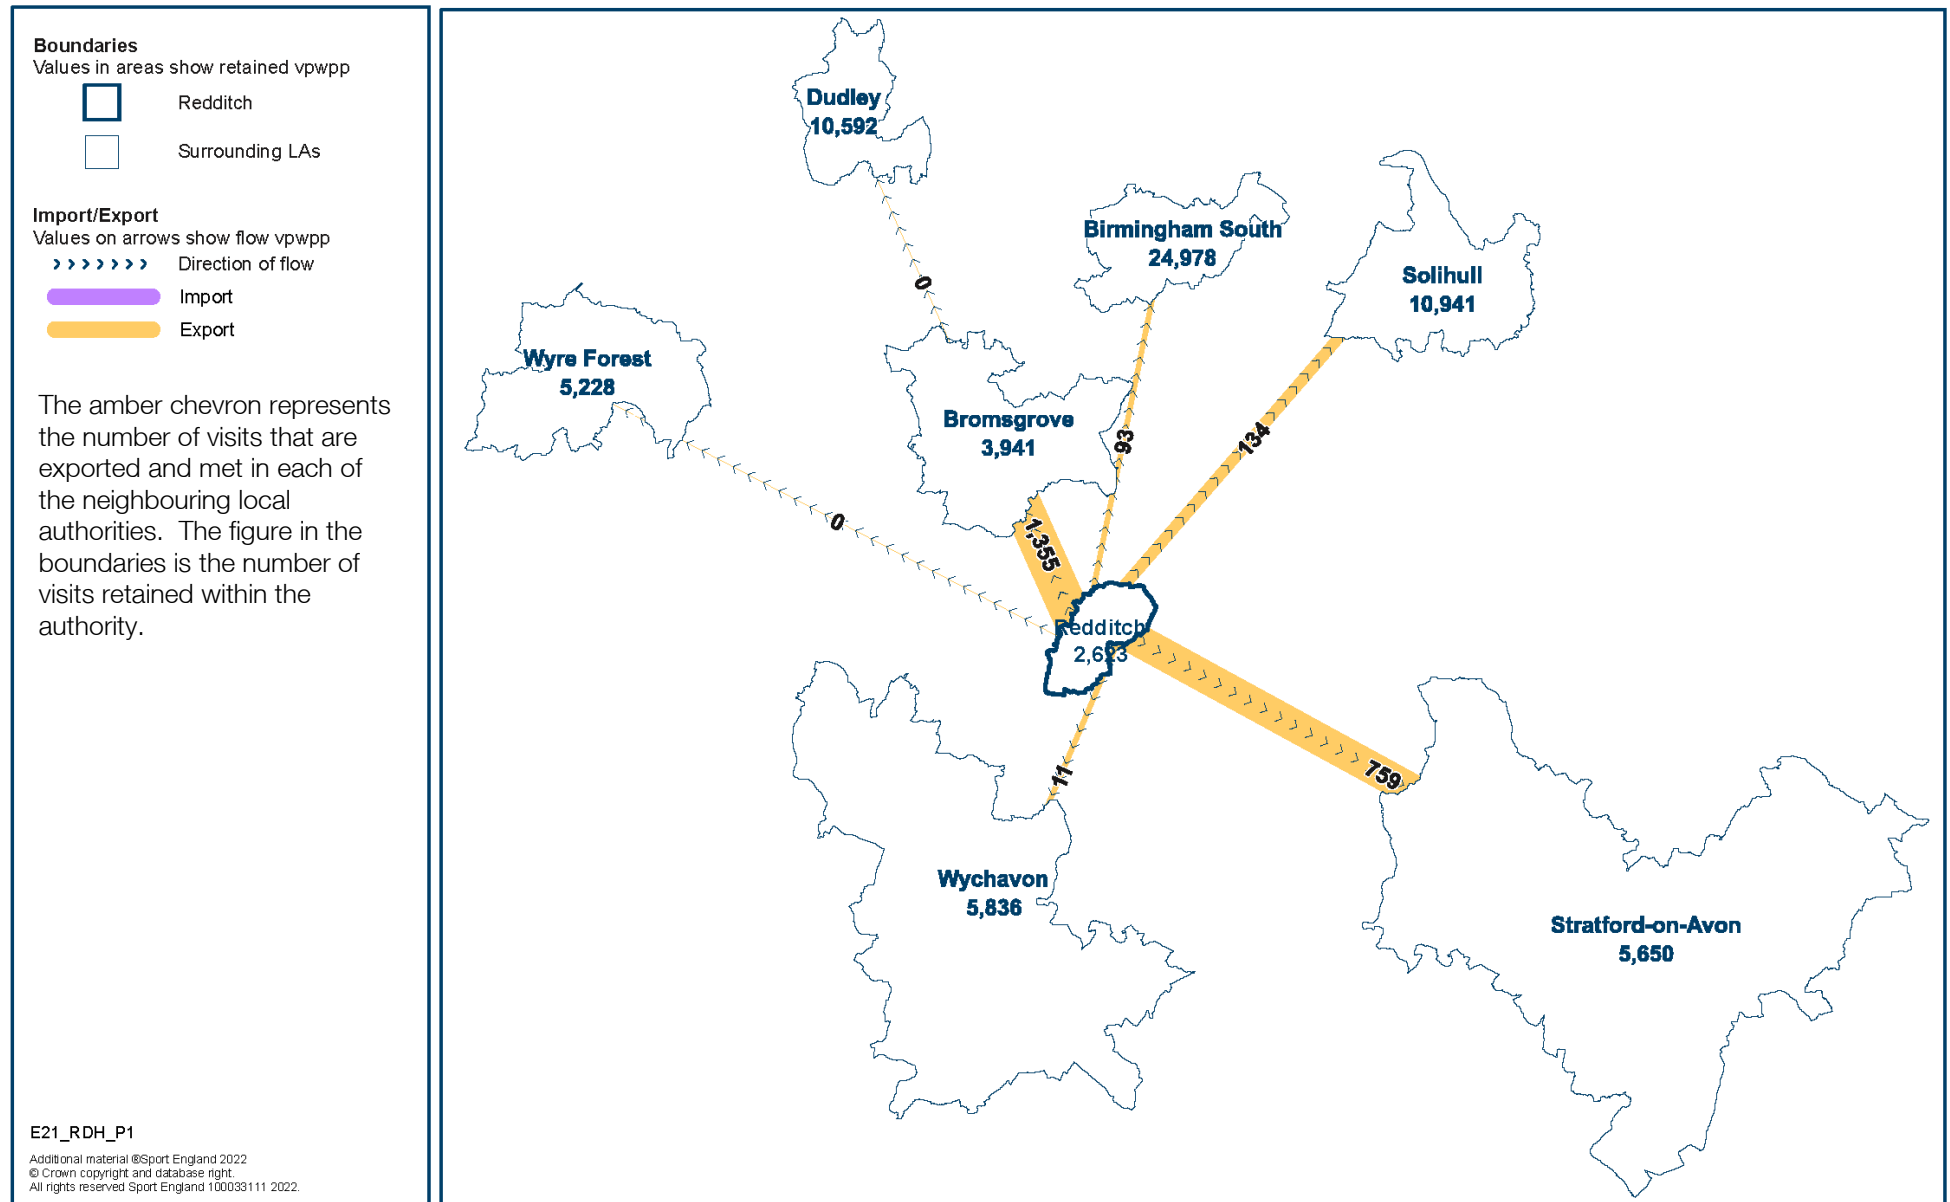 Boundaries
Values in areas show retained vpwpp
Redditch
Surrounding LAs
Import/Export
Values on arrows show flow vpwpp
Direction of flow
Import
Export
The amber chevron represents
the number of visits that are
exported and met in each of
the neighbouring local
authorities. The figure in the
boundaries is the number of
visits retained within the
authority.
E21_RDH_P1
Additional material ®Sport England 2022
© Crown copyright and database right.
All rights reserved Sport England 100033111 2022.
Dudley
10,592
Birmingham South
24,978
Solihull
10,941
0
Wyre Forest
5,228
Bromsgrove
3,941
93
134
0
1,355
Redditch
2,623
11
759
Wychavon
5,836
Stratford-on-Avon
5,650